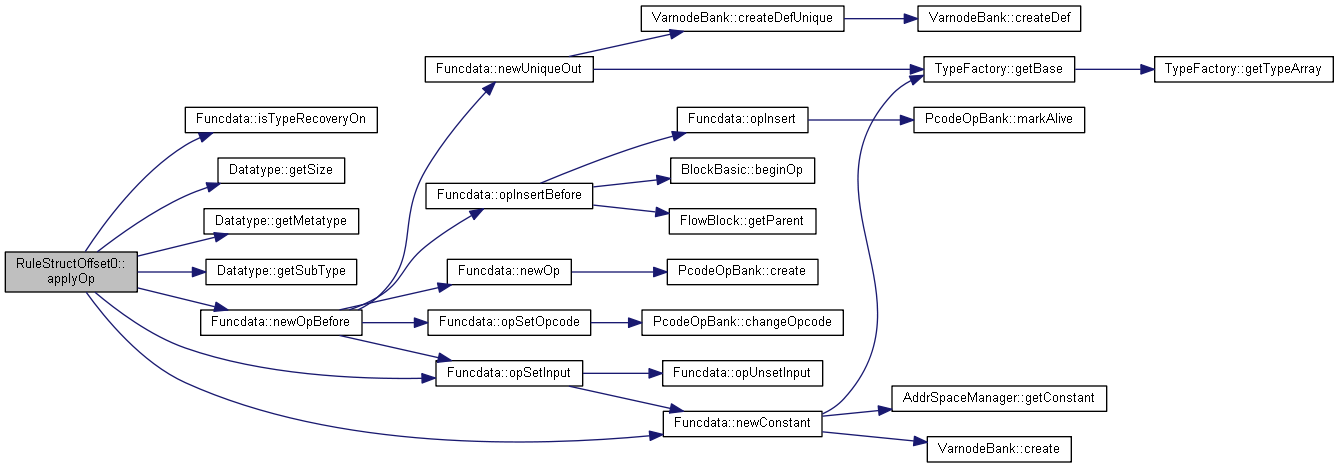 RuleStructOffset0::
applyOp
Funcdata::isTypeRecoveryOn
Datatype::getSize
Datatype::getMetatype
Datatype::getSubType
Funcdata::newOpBefore
Funcdata::newUniqueOut
Funcdata::opInsertBefore
Funcdata::newOp
Funcdata::opSetOpcode
Funcdata::opSetInput
VarnodeBank::createDefUnique
Funcdata::opInsert
BlockBasic::beginOp
FlowBlock::getParent
PcodeOpBank::create
PcodeOpBank::changeOpcode
Funcdata::opUnsetInput
Funcdata::newConstant
VarnodeBank::createDef
TypeFactory::getBase
PcodeOpBank::markAlive
AddrSpaceManager::getConstant
VarnodeBank::create
TypeFactory::getTypeArray